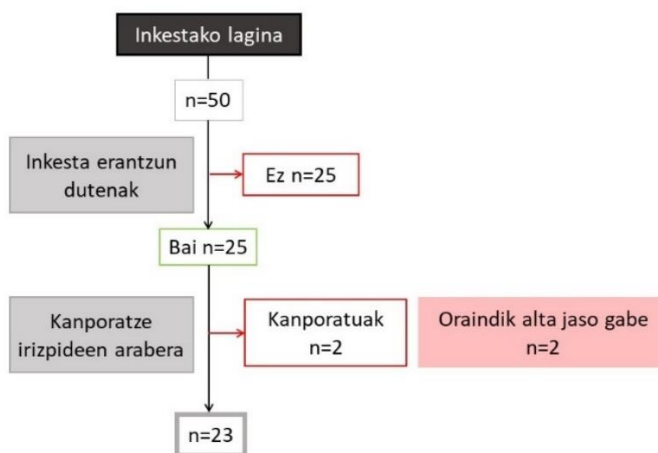 Inkestako lagina
n=50
Inkesta erantzun
dutenak
Ez n=25
Bai n=25
Kanporatze
irizpideen arabera
Kanporatuak
n=2
Oraindik alta jaso gabe
n=2
n=23